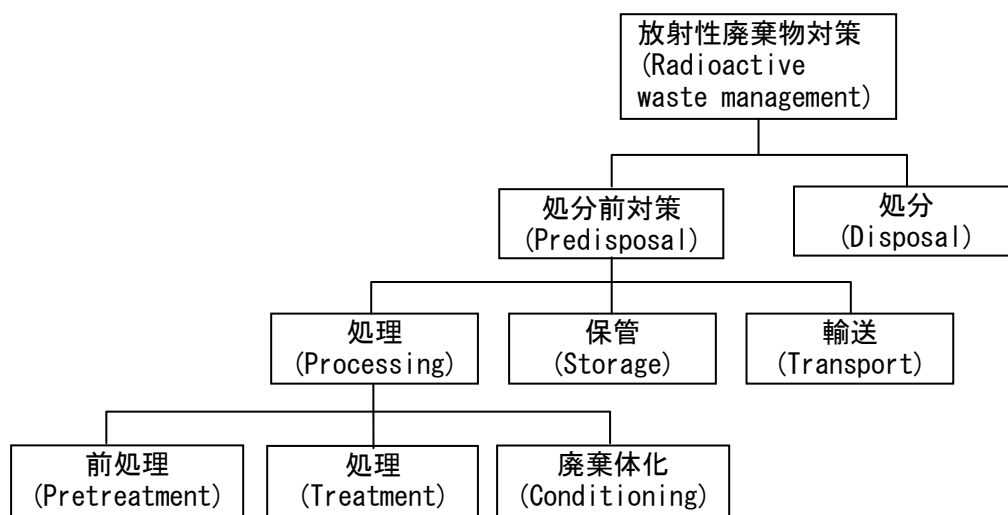 放射性廃棄物対策
(Radioactive
waste management)
処分前対策
(Predisposal)
処分
(Disposal)
処理
(Processing)
保管
(Storage)
輸送
(Transport)
前処理
(Pretreatment)
処理
(Treatment)
廃棄体化
(Conditioning)